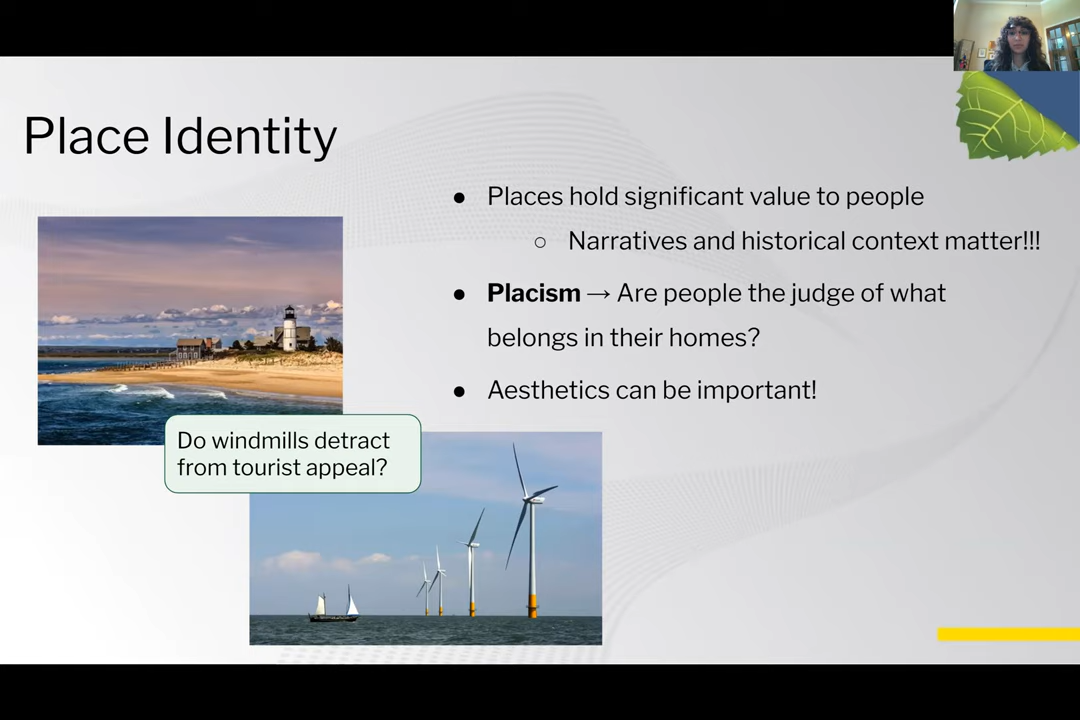 Place Identity
● Places hold significant value to people
○ Narratives and historical context matter!!!
● Placism → Are people the judge of what
belongs in their homes?
● Aesthetics can be important!
Do windmills detract
from tourist appeal?